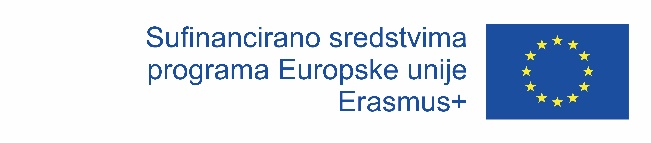 Sufinancirano sredstvima
programa Europske unije
Erasmus+